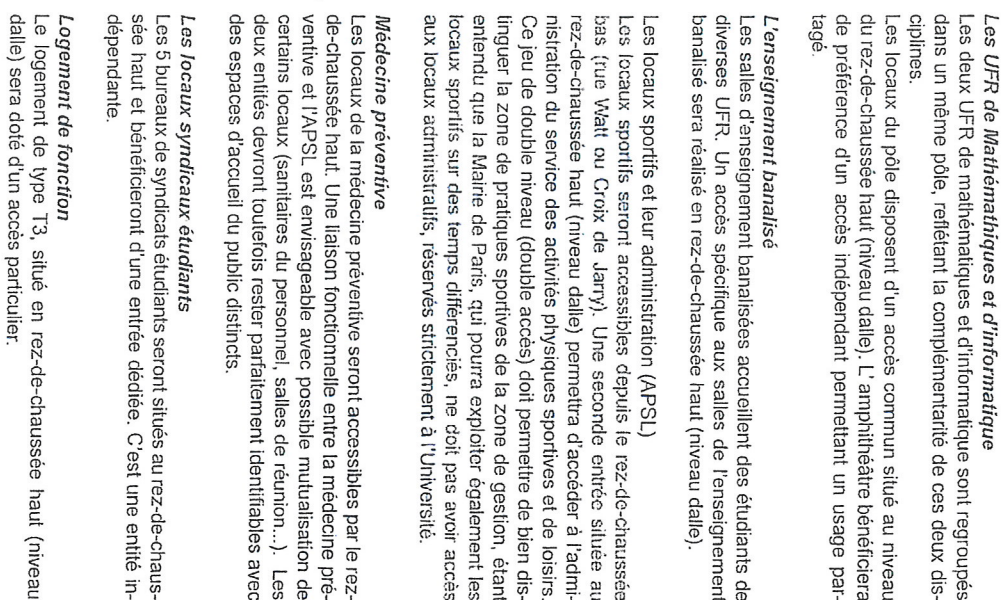 Les UFR de Mathémathiques et d'informatique
Les deux UFR de mathématiques et d'informatique sont regroupés
dans un même pôle, reflétant la complémentarité de ces deux dis-
ciplines.
Les locaux du pôle disposent d'un accès commun situé au niveau
du rez-de-chaussée haut (niveau dalle). L'amphithéâtre bénéficiera
de préférence d'un accès indépendant permettant un usage par-
tagé.
L'enseignement banalisé
Les salles d'enseignement banalisées accueillent des étudiants de
diverses UFR. Un accès spécifique aux salles de l'enseignement
banalisé sera réalisé en rez-de-chaussée haut (niveau dalle).
Les locaux sportifs et leur administration (APSL)
Les locaux sportifs seront accessibles depuis le rez-de-chaussée
bas (rue Watt ou Croix de Jarry). Une seconde entrée située au
rez-de-chaussée haut (niveau dalle) permettra d'accéder à l'admi-
nistration du service des activités physiques sportives et de loisirs.
Ce jeu de double niveau (double accès) doit permettre de bien dis-
tinguer la zone de pratiques sportives de la zone de gestion, étant
entendu que la Mairie de Paris, qui pourra exploiter également les
locaux sportifs sur des temps différenciés, ne doit pas avoir accès
aux locaux administratifs, réservés strictement à l'Université.
Médecine préventive
Les locaux de la médecine préventive seront accessibles par le rez-
de-chaussée haut. Une liaison fonctionnelle entre la médecine pré-
ventive et l'APSL est envisageable avec possible mutualisation de
certains locaux (sanitaires du personnel, salles de réunion...). Les
deux entités devront toutefois rester parfaitement identifiables avec
des espaces d'accueil du public distincts.
Les locaux syndicaux étudiants
Les 5 bureaux de syndicats étudiants seront situés au rez-de-chaus-
sée haut et bénéficieront d'une entrée dédiée. C'est une entité in-
dépendante.
Logement de fonction
Le logement de type T3, situé en rez-de-chaussée haut (niveau
dalle) sera doté d'un accès particulier.